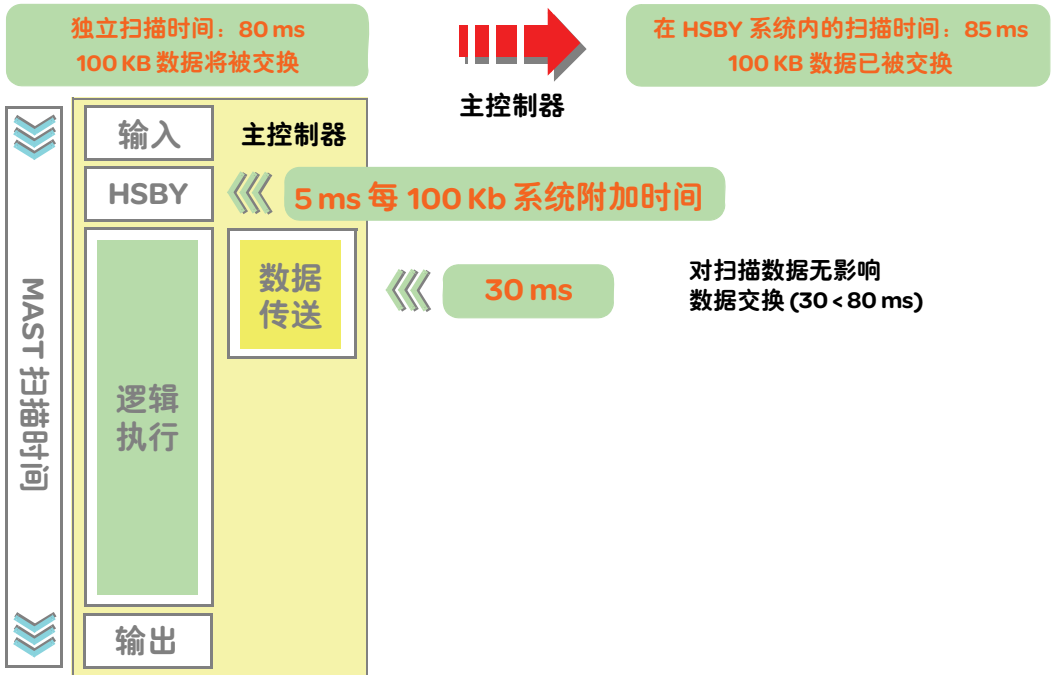 独立扫描时间：80 ms
100 KB 数据将被交换
主控制器
在 HSBY 系统内的扫描时间：85 ms
100 KB 数据已被交换
MAST 扫描时间
输入
主控制器
HSBY
5 ms 每 100 Kb 系统附加时间
数据
传送
30 ms
对扫描数据无影响
数据交换 (30 < 80 ms)
逻辑
执行
输出